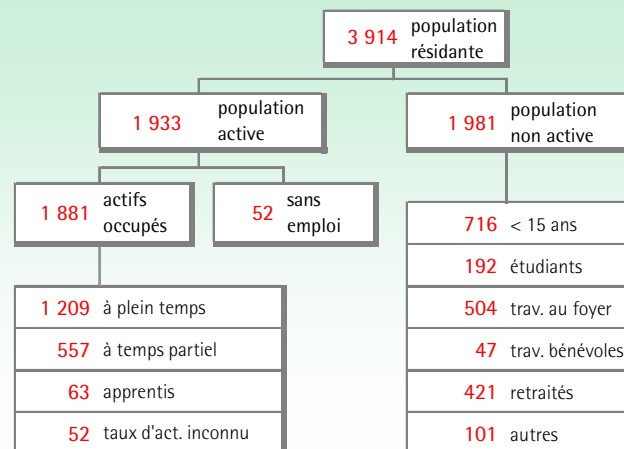 3 914 population
résidante
1 933 population
active
1 981 population
non active
1 881 actifs
occupés
52 sans
emploi
716 < 15 ans
192 étudiants
504 trav. au foyer
47 trav. bénévoles
421 retraités
101 autres
1 209 à plein temps
557 à temps partiel
63 apprentis
52 taux d'act. inconnu